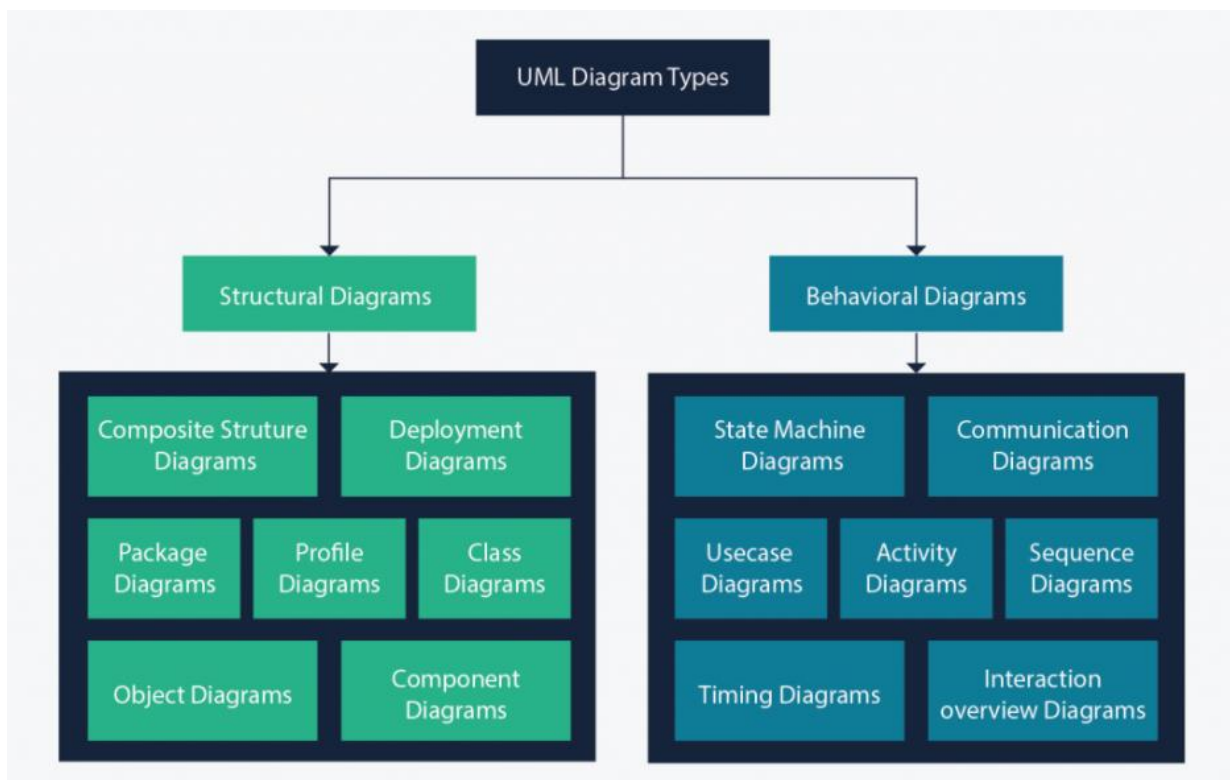 UML Diagram Types
Structural Diagrams
Behavioral Diagrams
Composite Struture
Diagrams
Deployment
Diagrams
Package
Diagrams
Profile
Diagrams
Class
Diagrams
Object Diagrams
Component
Diagrams
State Machine
Diagrams
Communication
Diagrams
Usecase
Diagrams
Activity
Diagrams
Sequence
Diagrams
Timing Diagrams
Interaction
overview Diagrams